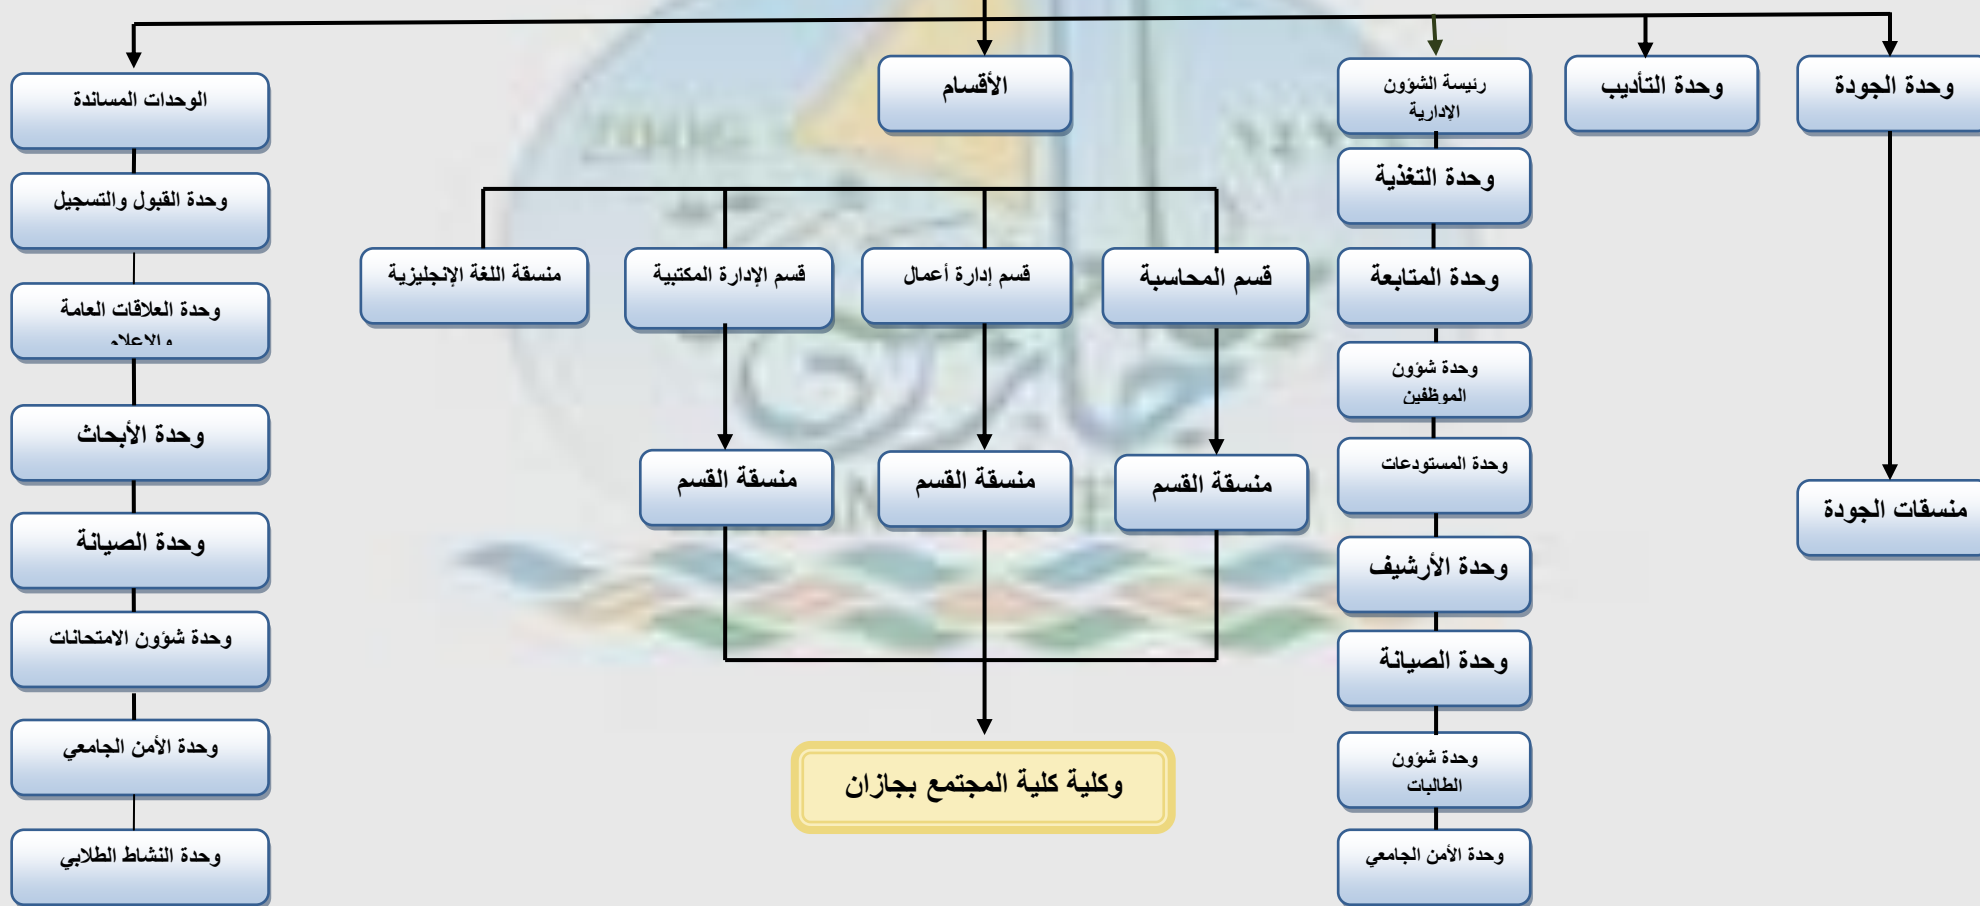 وحدة الجودة
وحدة التأديب
رئيسة الشؤون
الإدارية
الأقسام
الوحدات المساندة
منسقات الجودة
وحدة التغذية
وحدة المتابعة
وحدة شؤون
الموظفين
وحدة المستودعات
وحدة الأرشيف
وحدة الصيانة
وحدة شؤون
الطالبات
وحدة الأمن الجامعي
قسم المحاسبة
قسم إدارة أعمال
قسم الإدارة المكتبية
منسقة اللغة الإنجليزية
منسقة القسم
منسقة القسم
منسقة القسم
وكلية كلية المجتمع بجازان
وحدة القبول والتسجيل
وحدة العلاقات العامة
والاعلام
وحدة الأبحاث
وحدة الصيانة
وحدة شؤون الامتحانات
وحدة الأمن الجامعي
وحدة النشاط الطلابي
جازان